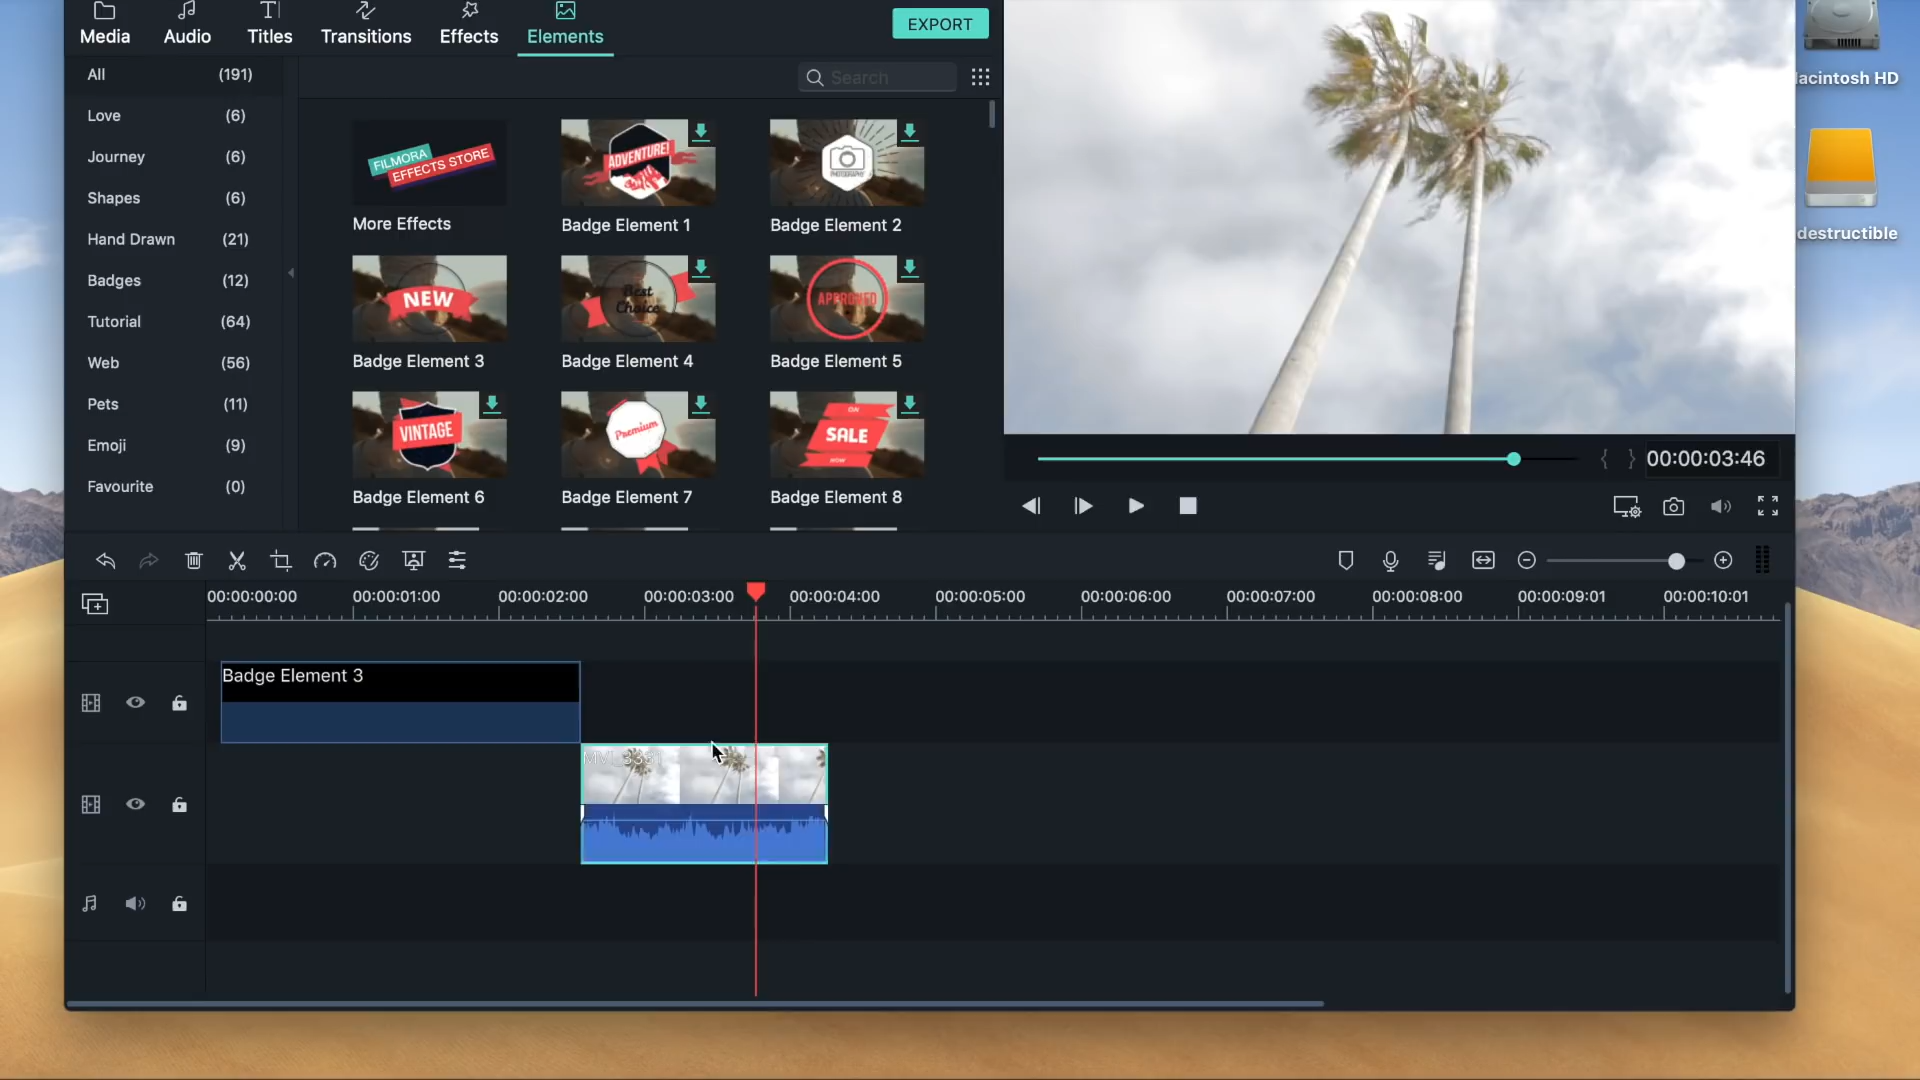 Media Audio Titles Transitions Effects Elements EXPORT
All (191)
Search
Love (6)
Journey (6)
Shapes (6)
Hand Drawn (21)
Badges (12)
Tutorial (64)
Web (56)
Pets (11)
Emoji (9)
Favourite (0)
FILMORA
EFFECTS STORE
ADVENTURE!
PHOTOGRAPHY
More Effects Badge Element 1 Badge Element 2
NEW
Best
Choice
APPROVED
Badge Element 3 Badge Element 4 Badge Element 5
VINTAGE
Premium
ON
SALE
NOW
Badge Element 6 Badge Element 7 Badge Element 8
00:00:03:46
acintosh HD
destructible
00:00:00:00 00:00:01:00 00:00:02:00 00:00:03:00 00:00:04:00 00:00:05:00 00:00:06:00 00:00:07:00 00:00:08:00 00:00:09:01 00:00:10:01
Badge Element 3